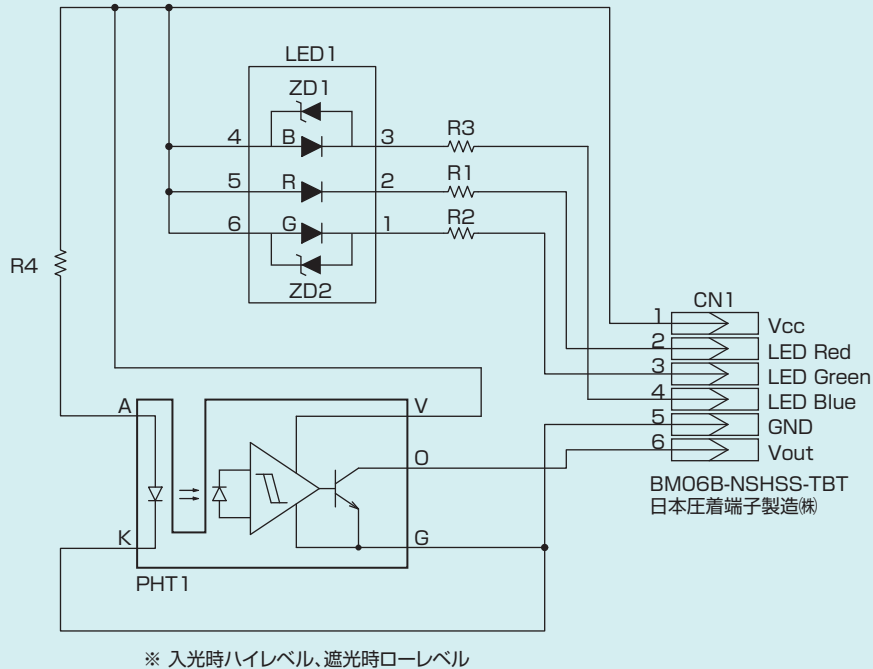 LED1
ZD1
4 B 3 R3
5 R 2 R1
6 G 1 R2
ZD2
R4
CN1
1 Vcc
2 LED Red
3 LED Green
4 LED Blue
5 GND
6 Vout
BM06B-NSHSS-TBT
日本圧着端子製造㈱
A V
O
K G
PHT1
※ 入光時ハイレベル、遮光時ローレベル